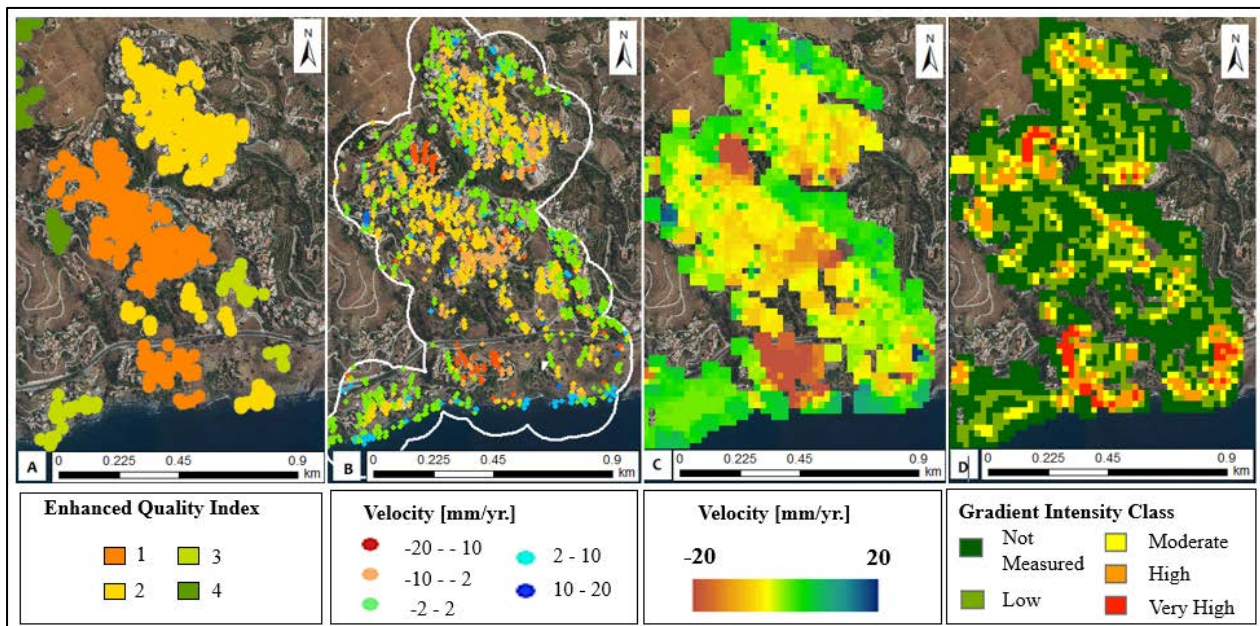 N
N
N
N
A
0 0.225 0.45 0.9
km
B
0 0.225 0.45 0.9
km
C
0 0.225 0.45 0.9
km
D
0 0.225 0.45 0.9
km
Enhanced Quality Index
1
3
2
4
Velocity [mm/yr.]
-20 - - 10
2 - 10
-10 - - 2
10 - 20
-2 - 2
Velocity [mm/yr.]
-20 20
Gradient Intensity Class
Not
Measured
Moderate
High
Low
Very High